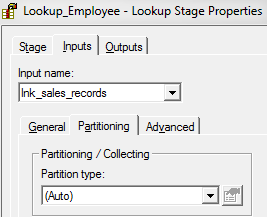 Lookup_Employee - Lookup Stage Properties
Stage Inputs Outputs
Input name:
lnk_sales_records
General Partitioning Advanced
Partitioning / Collecting
Partition type:
(Auto)